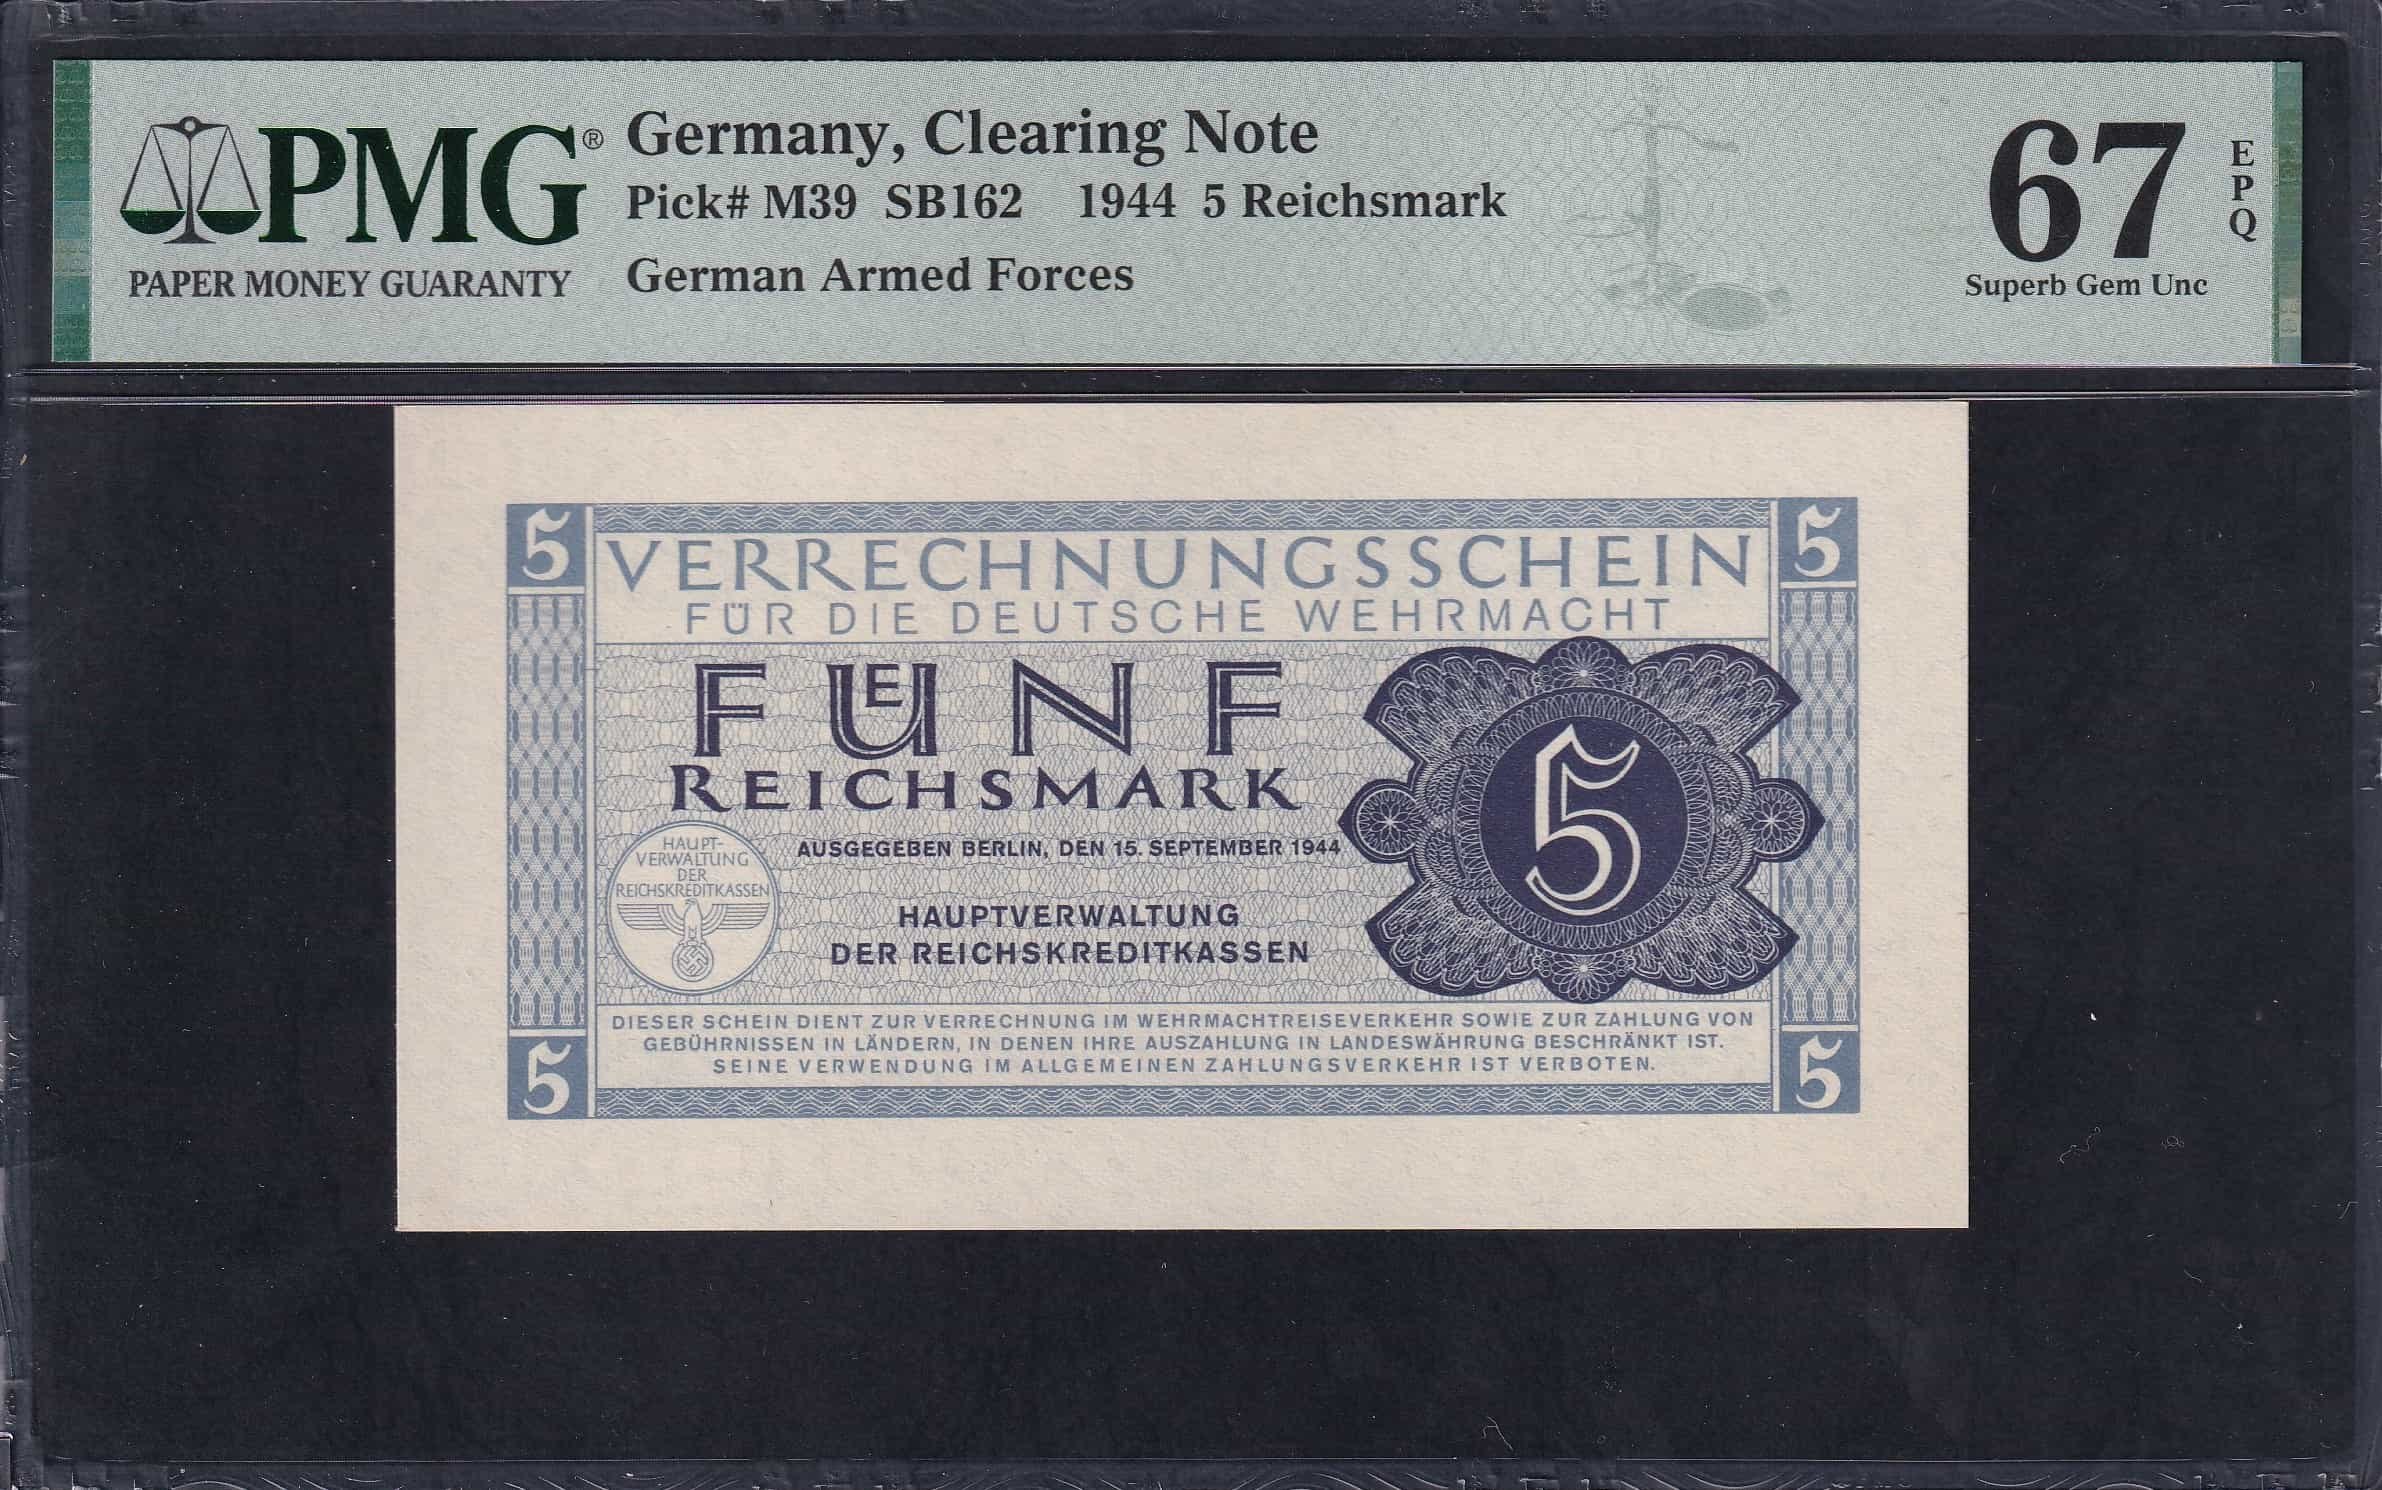 PMG®
PAPER MONEY GUARANTY
Germany, Clearing Note
Pick# M39 SB162 1944 5 Reichsmark
German Armed Forces
67
EPQ
Superb Gem Unc
5
5
VERRECHNUNGSSCHEIN
FÜR DIE DEUTSCHE WEHRMACHT
FUENF
REICHSMARK
5
HAUPT-
VERWALTUNG
DER
REICHSKREDITKASSEN
AUSGEGEBEN BERLIN, DEN 15. SEPTEMBER 1944
HAUPTVERWALTUNG
DER REICHSKREDITKASSEN
DIESER SCHEIN DIENT ZUR VERRECHNUNG IM WEHRMACHTREISEVERKEHR SOWIE ZUR ZAHLUNG VON
GEBÜHRNISSEN IN LÄNDERN, IN DENEN IHRE AUSZAHLUNG IN LANDESWÄHRUNG BESCHRÄNKT IST.
SEINE VERWENDUNG IM ALLGEMEINEN ZAHLUNGSVERKEHR IST VERBOTEN.
5
5